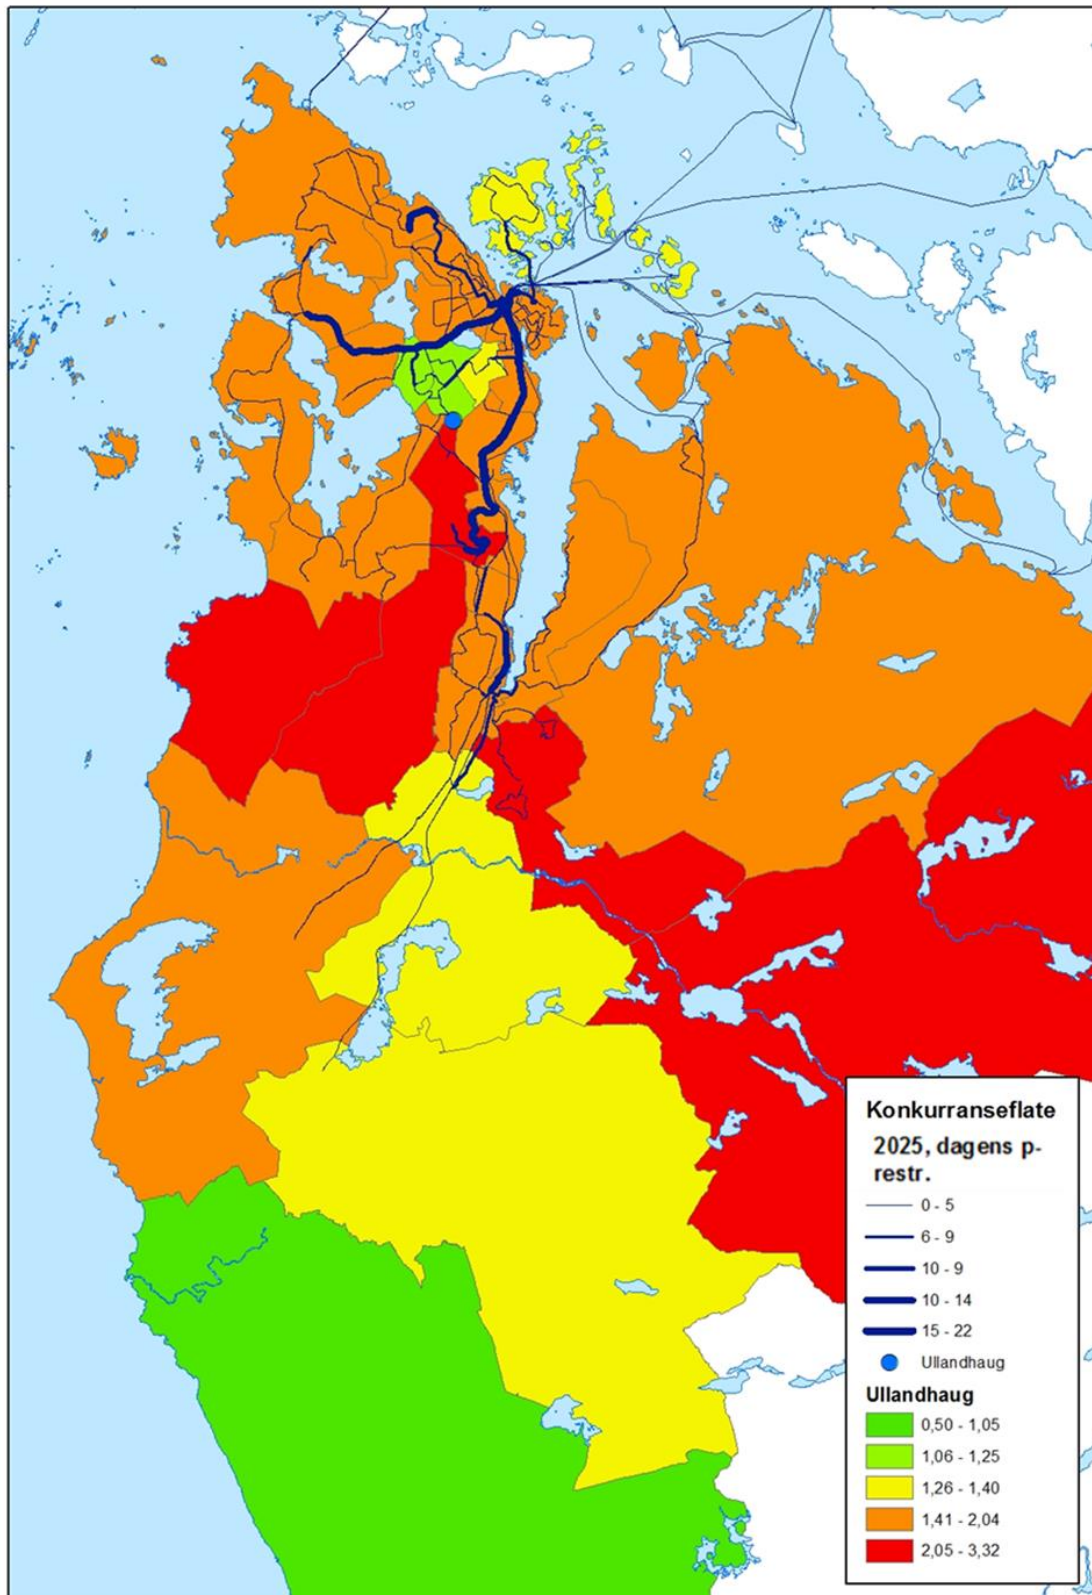 Konkurranseflate
2025, dagens p-
restr.
0 - 5
6 - 9
10 - 9
10 - 14
15 - 22
Ullandhaug
Ullandhaug
0,50 - 1,05
1,06 - 1,25
1,26 - 1,40
1,41 - 2,04
2,05 - 3,32